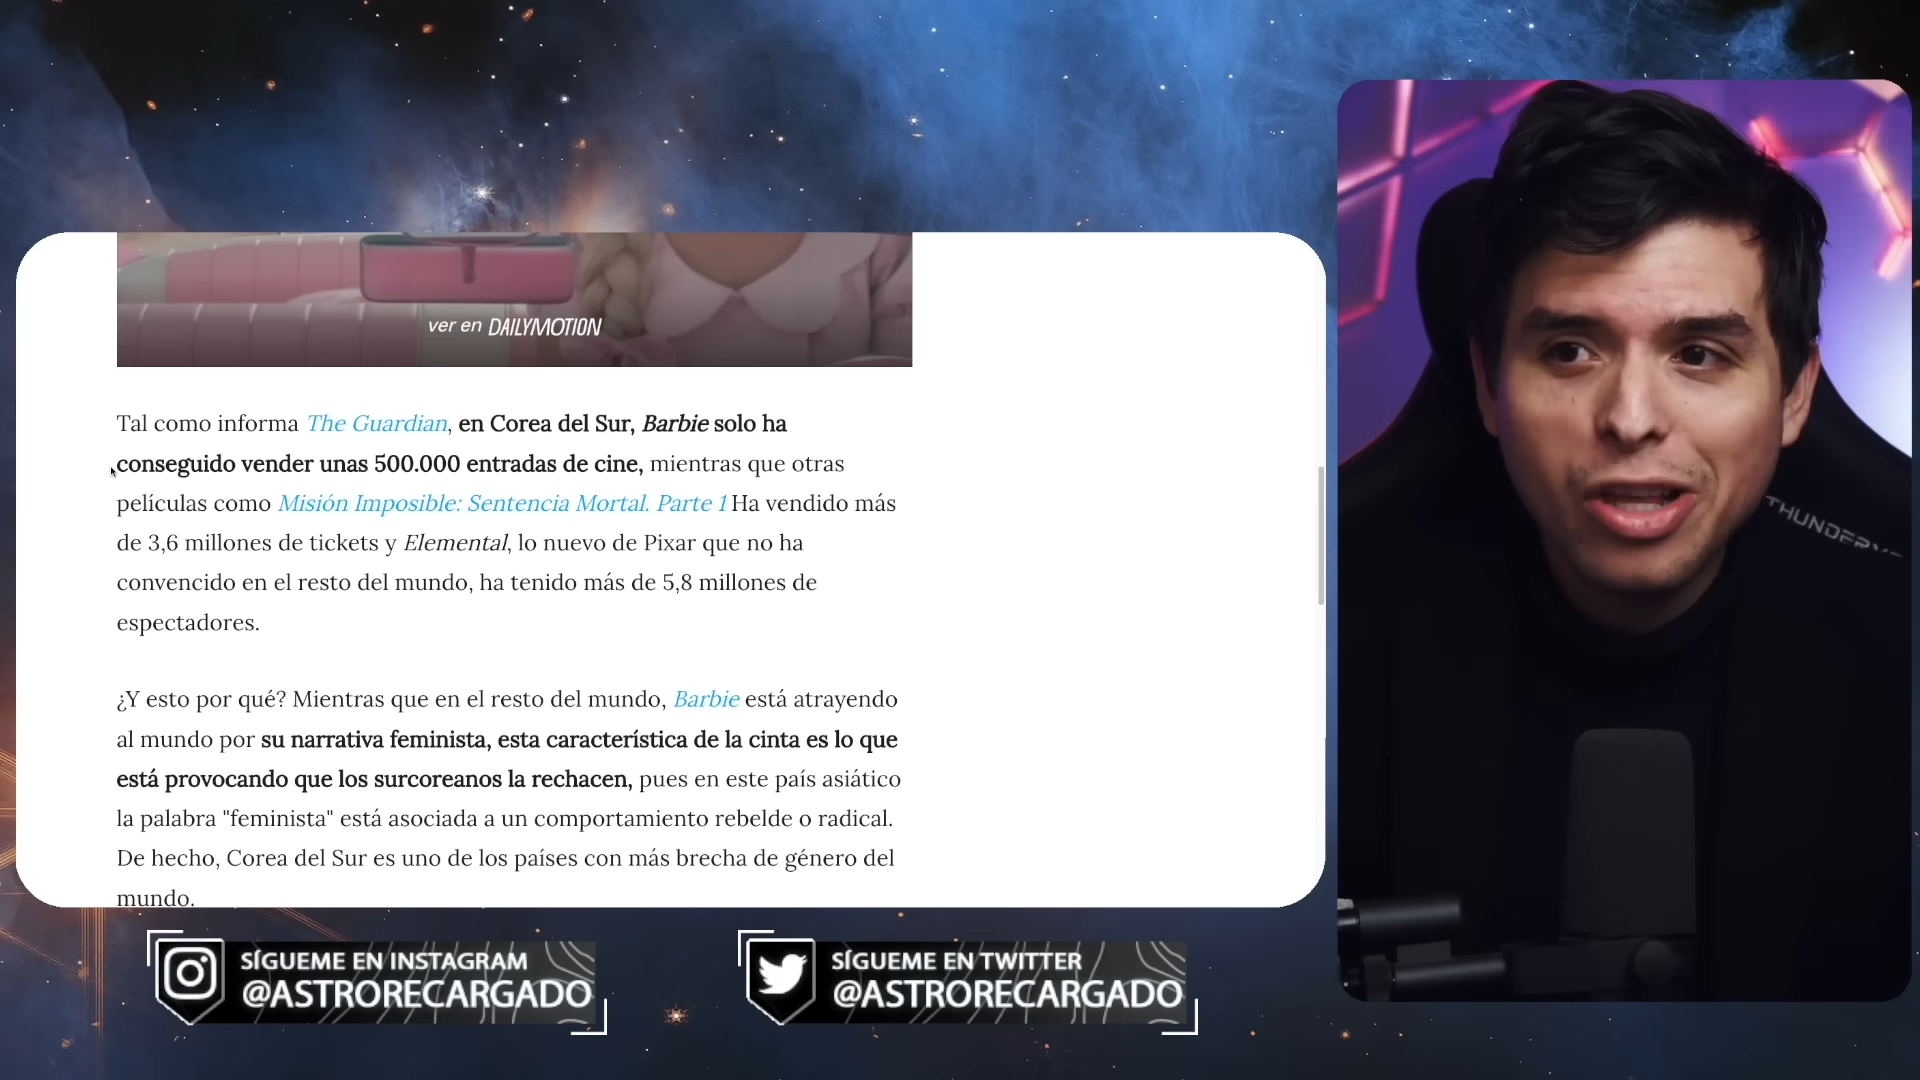 ver en DAILYMOTION
Tal como informa The Guardian, en Corea del Sur, Barbie solo ha
conseguido vender unas 500.000 entradas de cine, mientras que otras
películas como Misión Imposible: Sentencia Mortal. Parte 1 Ha vendido más
de 3,6 millones de tickets y Elemental, lo nuevo de Pixar que no ha
convencido en el resto del mundo, ha tenido más de 5,8 millones de
espectadores.
¿Y esto por qué? Mientras que en el resto del mundo, Barbie está atrayendo
al mundo por su narrativa feminista, esta característica de la cinta es lo que
está provocando que los surcoreanos la rechacen, pues en este país asiático
la palabra "feminista" está asociada a un comportamiento rebelde o radical.
De hecho, Corea del Sur es uno de los países con más brecha de género del
mundo.
SÍGUEME EN INSTAGRAM
@ASTRORECARGADO
SÍGUEME EN TWITTER
@ASTRORECARGADO